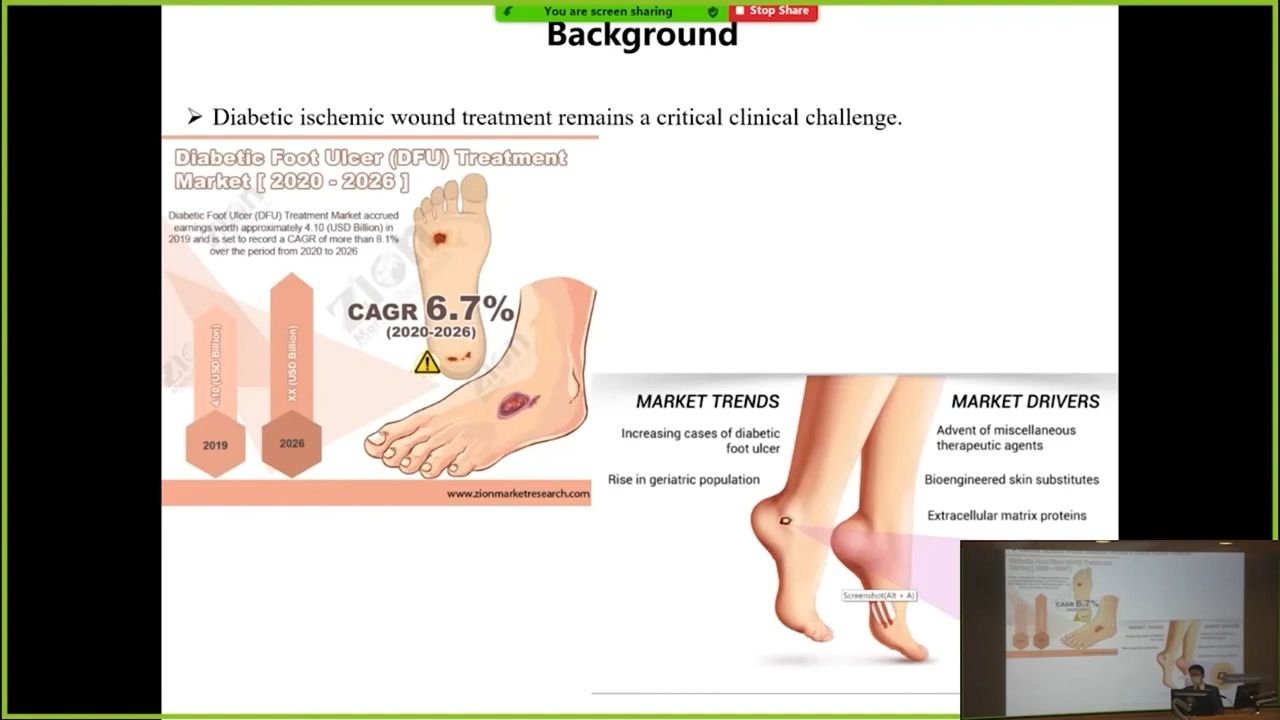 You are screen sharing
Stop Share
Background
➢ Diabetic ischemic wound treatment remains a critical clinical challenge.
Diabetic Foot Ulcer (DFU) Treatment
Market [ 2020 - 2026 ]
Diabetic Foot Ulcer (DFU) Treatment Market accrued
earnings worth approximately 4.10 (USD Billion) in
2019 and is set to record a CAGR of more than 8.1%
over the period from 2020 to 2026
CAGR 6.7%
(2020-2026)
4.10 (USD Billion)
XX (USD Billion)
2019
2026
www.zionmarketresearch.com
MARKET TRENDS
Increasing cases of diabetic
foot ulcer
Rise in geriatric population
MARKET DRIVERS
Advent of miscellaneous
therapeutic agents
Bioengineered skin substitutes
Extracellular matrix proteins
Screenshot(Alt + A)
CAGR 6.7%